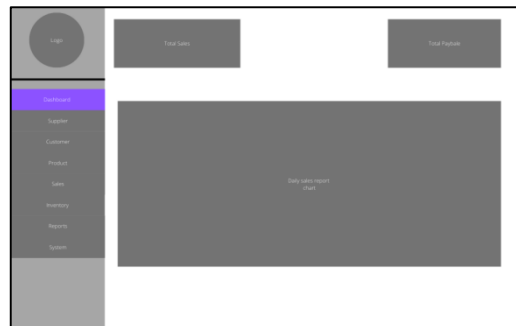 Logo
Total Sales
Total Payable
Dashboard
Supplier
Customer
Product
Sales
Inventory
Reports
System
Daily sales report
chart